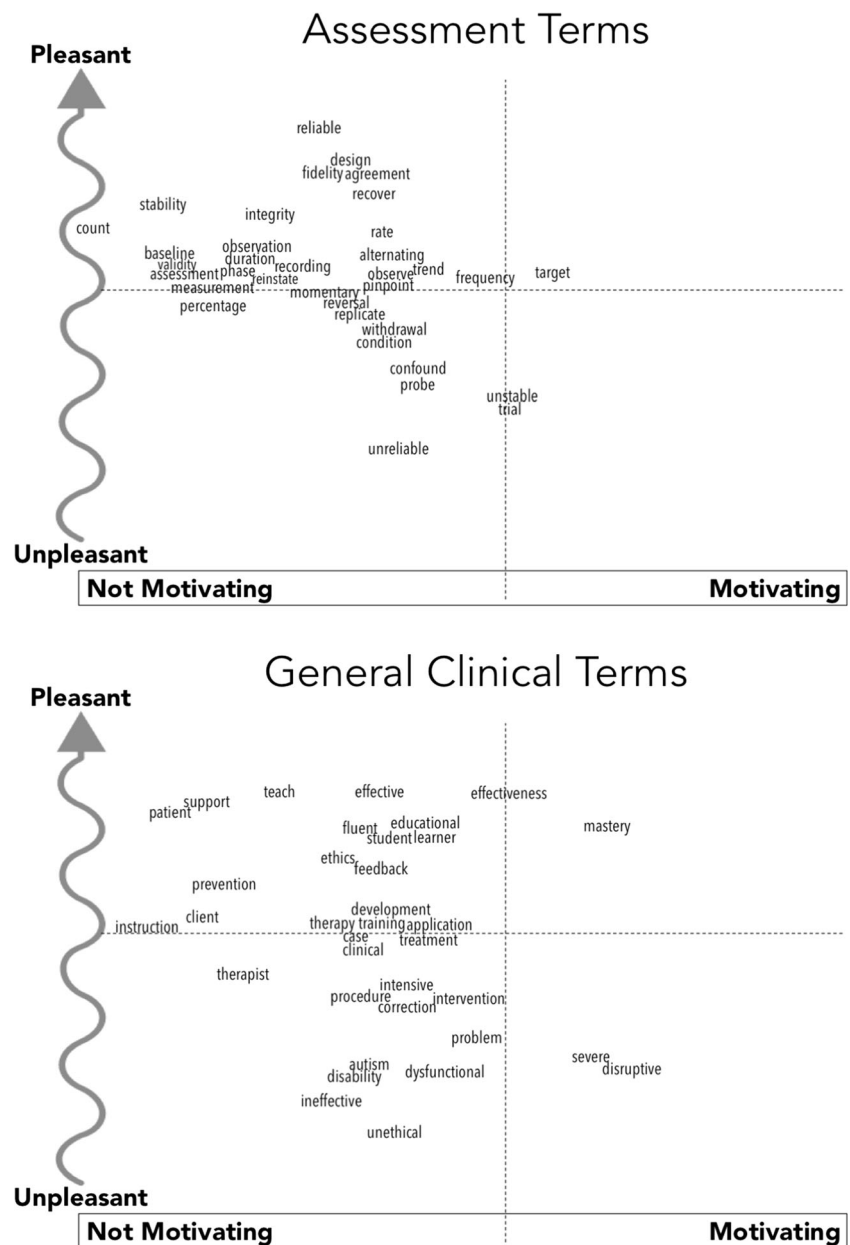 Assessment Terms
Pleasant
reliable
design
fidelity agreement
recover
stability
integrity
count
rate
observation
baseline
alternating
duration
validity
recording
trend
phase
target
assessment
observe
frequency
reinstate
pinpoint
measurement
momentary
reversal
percentage
replicate
withdrawal
condition
confound
probe
unstable
trial
unreliable
Unpleasant
Not Motivating
Motivating
General Clinical Terms
Pleasant
teach
effective
effectiveness
support
patient
educational
mastery
fluent
student learner
ethics
feedback
prevention
development
client
therapy training application
instruction
case
treatment
clinical
therapist
intensive
procedure
intervention
correction
problem
severe
autism
disruptive
dysfunctional
disability
ineffective
unethical
Unpleasant
Not Motivating
Motivating